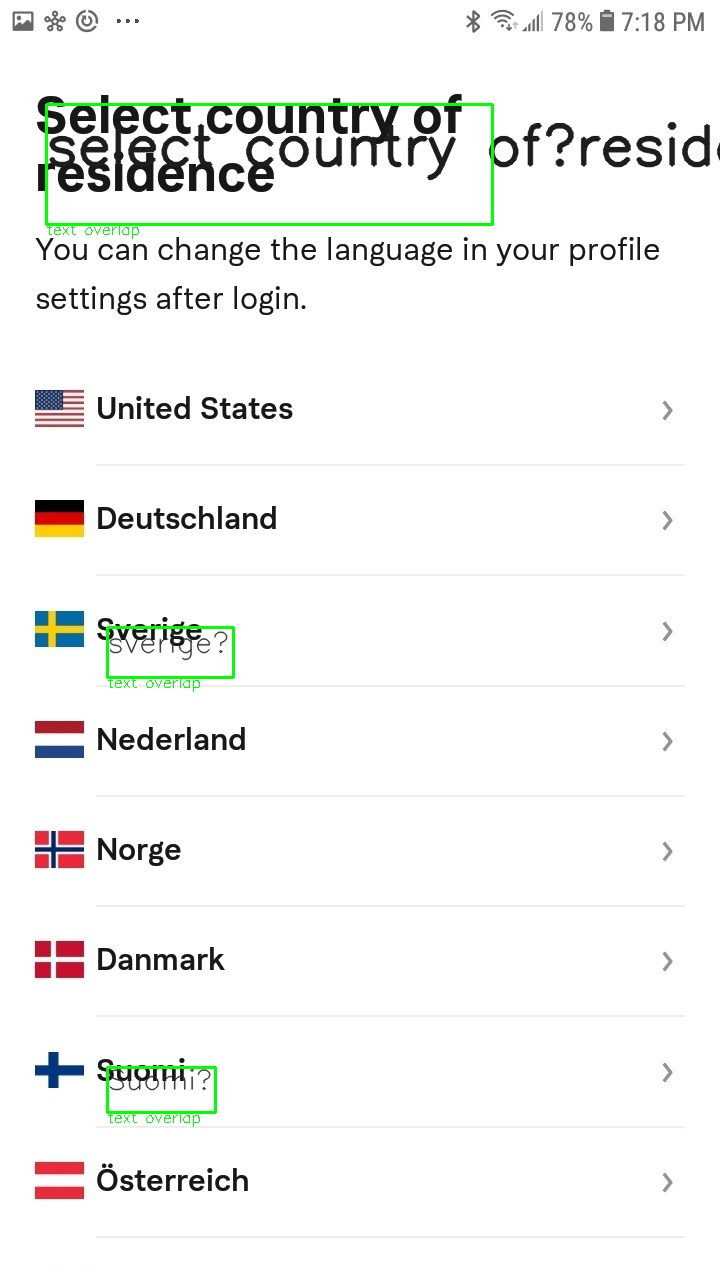 78% 7:18 PM
Select country of
select country of?resid
residence
text overlap
You can change the language in your profile
settings after login.
United States
Deutschland
Sverige
sverige?
text overlap
Nederland
Norge
Danmark
Suomi
Suomi?
text overlap
Österreich